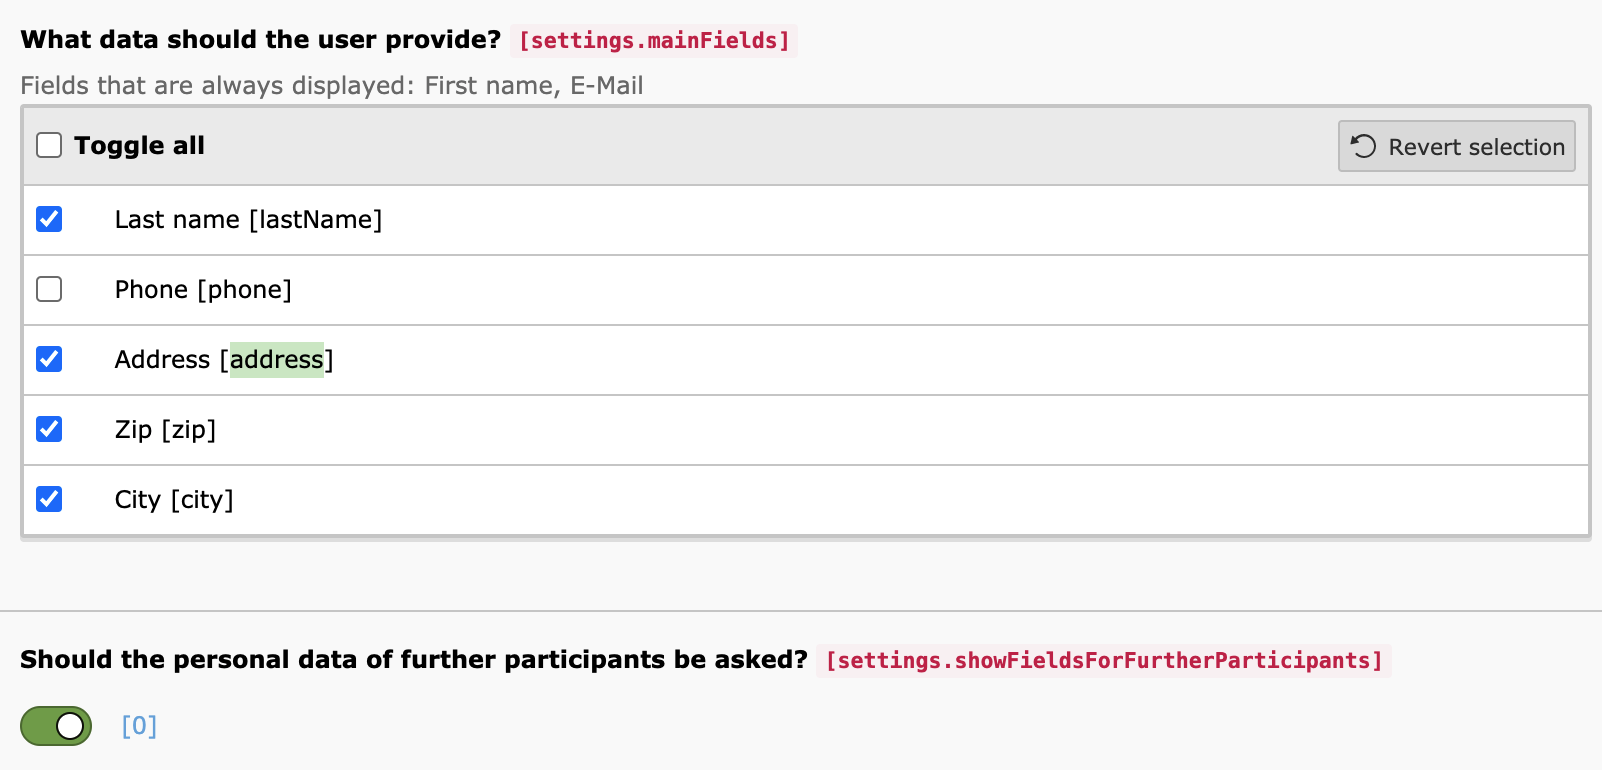 What data should the user provide? [settings.mainFields]
Fields that are always displayed: First name, E-Mail
Toggle all
Revert selection
Last name [lastName]
Phone [phone]
Address [address]
Zip [zip]
City [city]
Should the personal data of further participants be asked? [settings.showFieldsForFurtherParticipants]
[0]